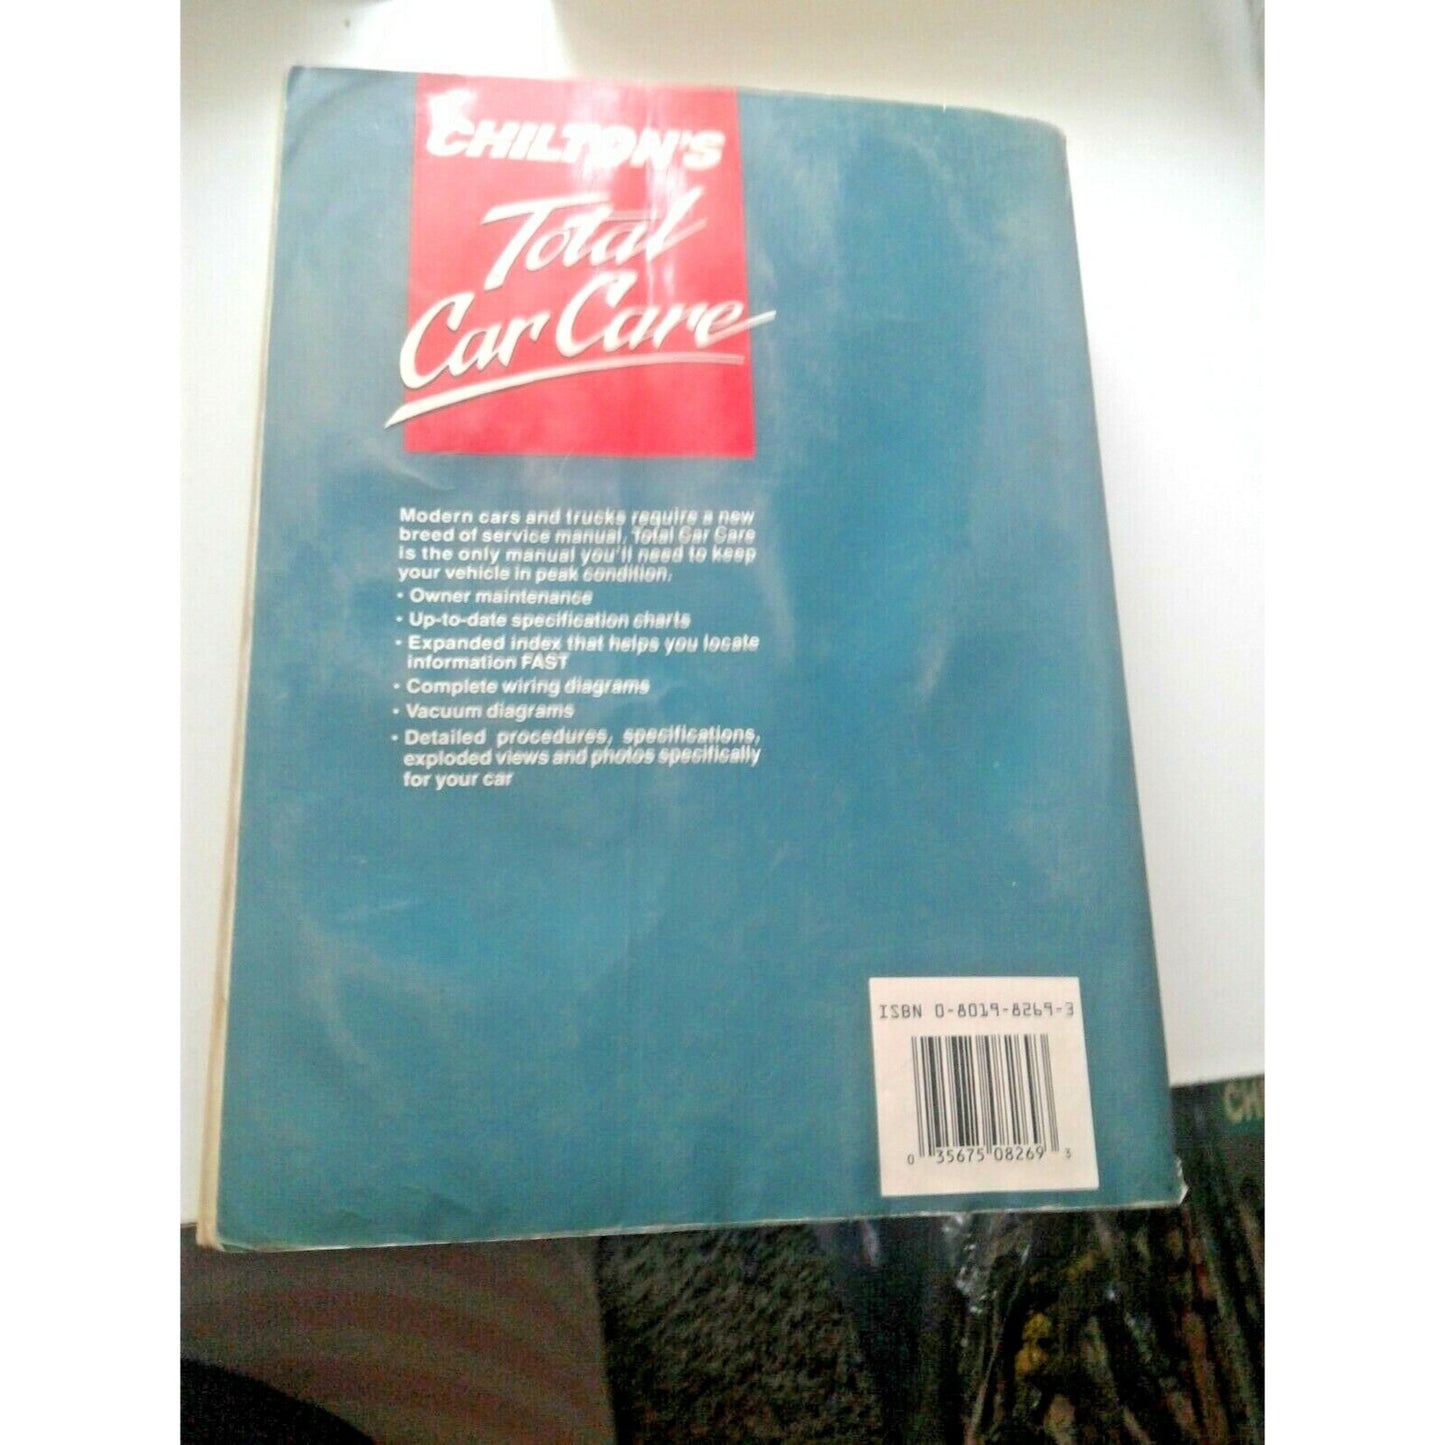 CHILTON'S
Total
Car Care
Modern cars and trucks require a new
breed of service manual. Total Car Care
is the only manual you'll need to keep
your vehicle in peak condition.
• Owner maintenance
• Up-to-date specification charts
• Expanded index that helps you locate
information FAST
• Complete wiring diagrams
• Vacuum diagrams
• Detailed procedures, specifications,
exploded views and photos specifically
for your car
ISBN 0-8019-8269-3
0 35675 08269 3
CHI